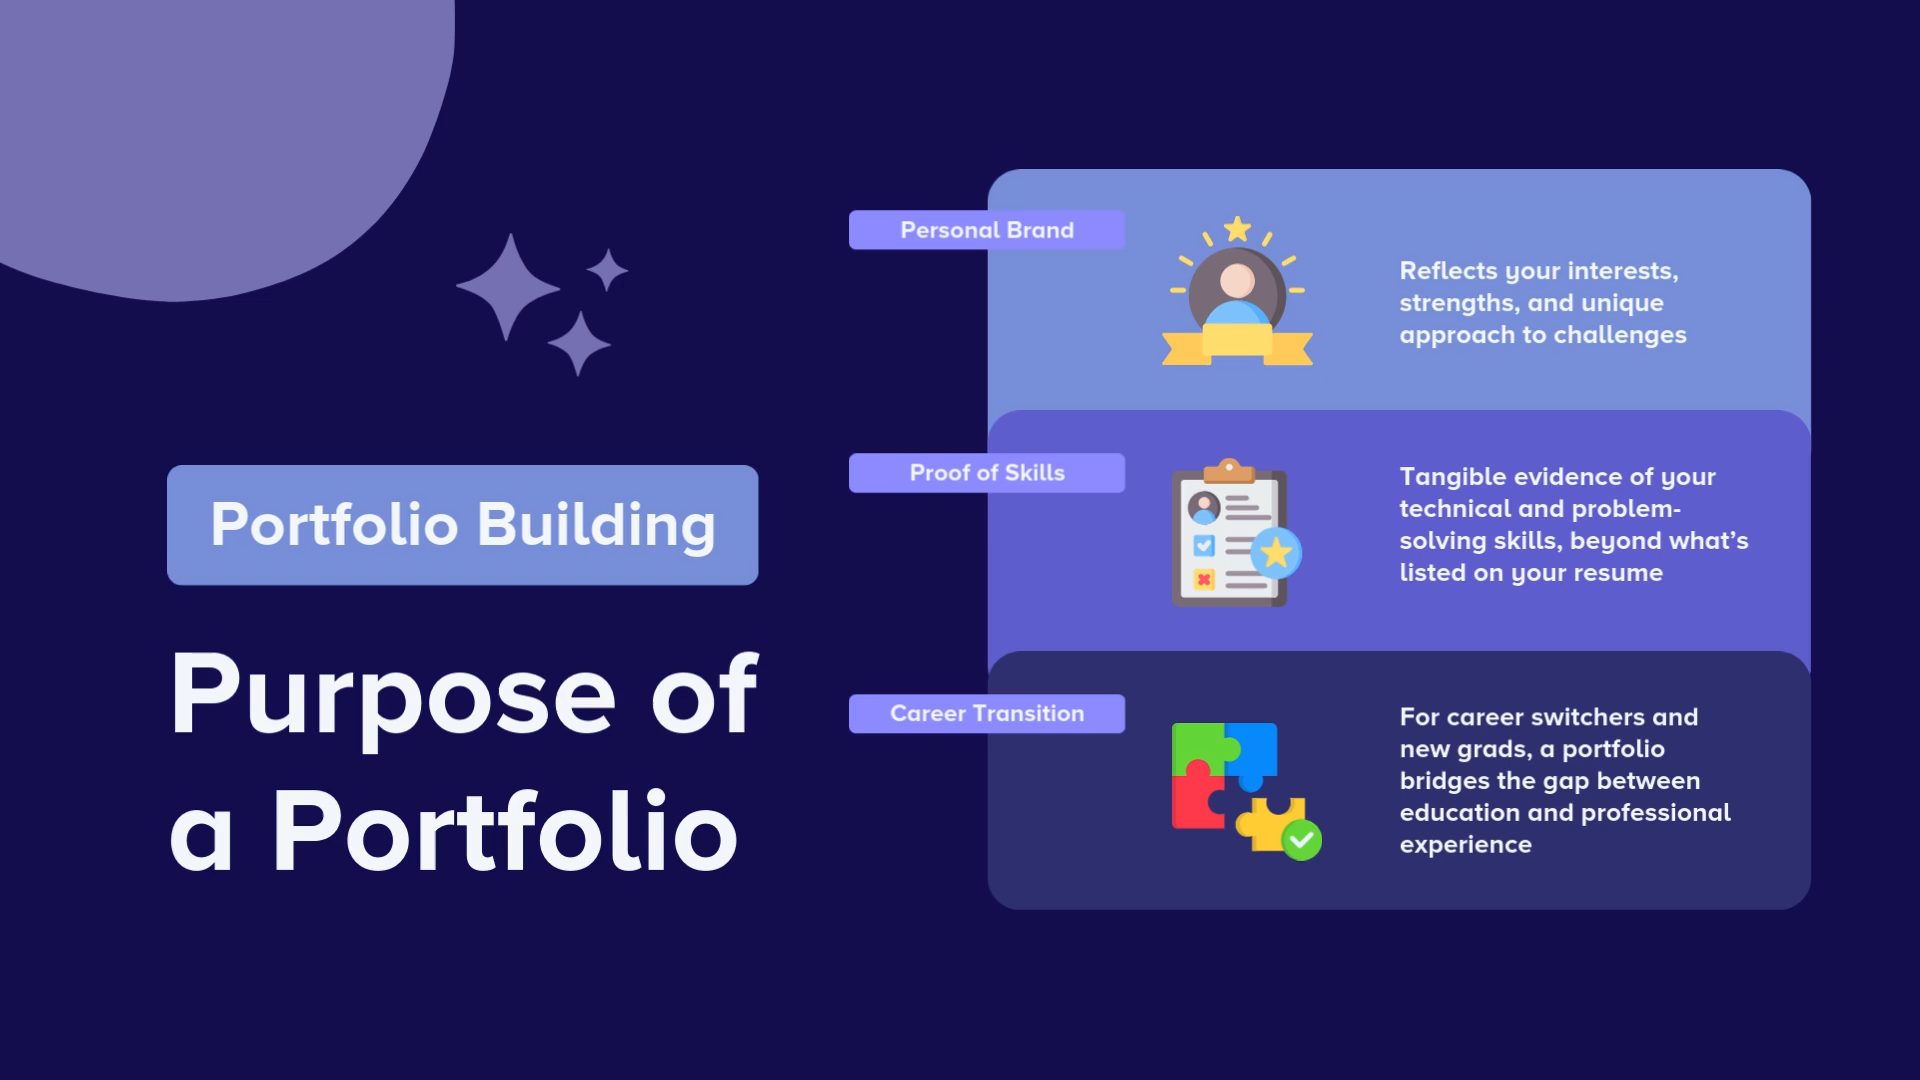 Portfolio Building
Purpose of
a Portfolio
Personal Brand
Reflects your interests,
strengths, and unique
approach to challenges
Proof of Skills
Tangible evidence of your
technical and problem-
solving skills, beyond what’s
listed on your resume
Career Transition
For career switchers and
new grads, a portfolio
bridges the gap between
education and professional
experience